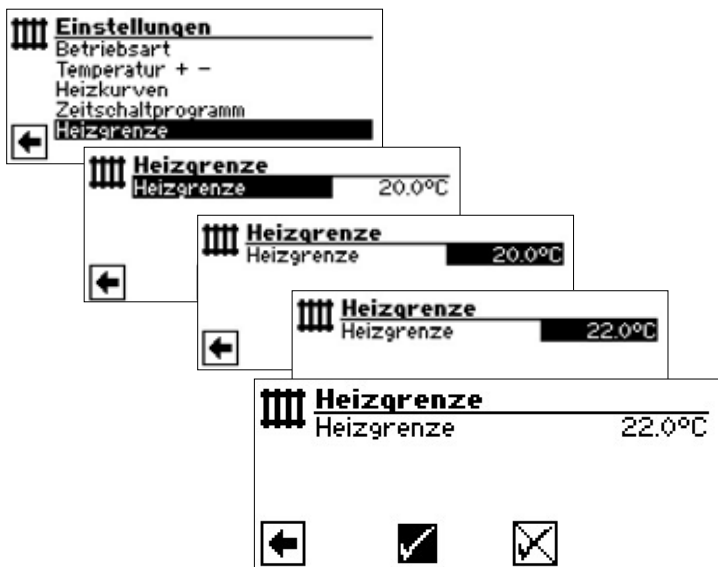 Einstellungen
Betriebsart
Temperatur + -
Heizkurven
Zeitschaltprogramm
Heizgrenze
Heizgrenze
Heizgrenze 20.0°C
Heizgrenze
Heizgrenze 20.0°C
Heizgrenze
Heizgrenze 22.0°C
Heizgrenze
Heizgrenze 22.0°C